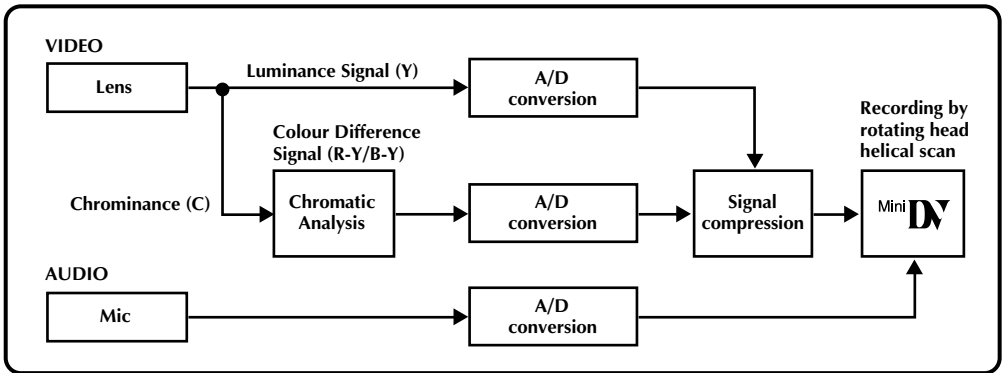 VIDEO
Lens
Luminance Signal (Y)
A/D
conversion
Recording by
rotating head
helical scan
Colour Difference
Signal (R-Y/B-Y)
Chrominance (C)
Chromatic
Analysis
A/D
conversion
Signal
compression
Mini DV
AUDIO
Mic
A/D
conversion